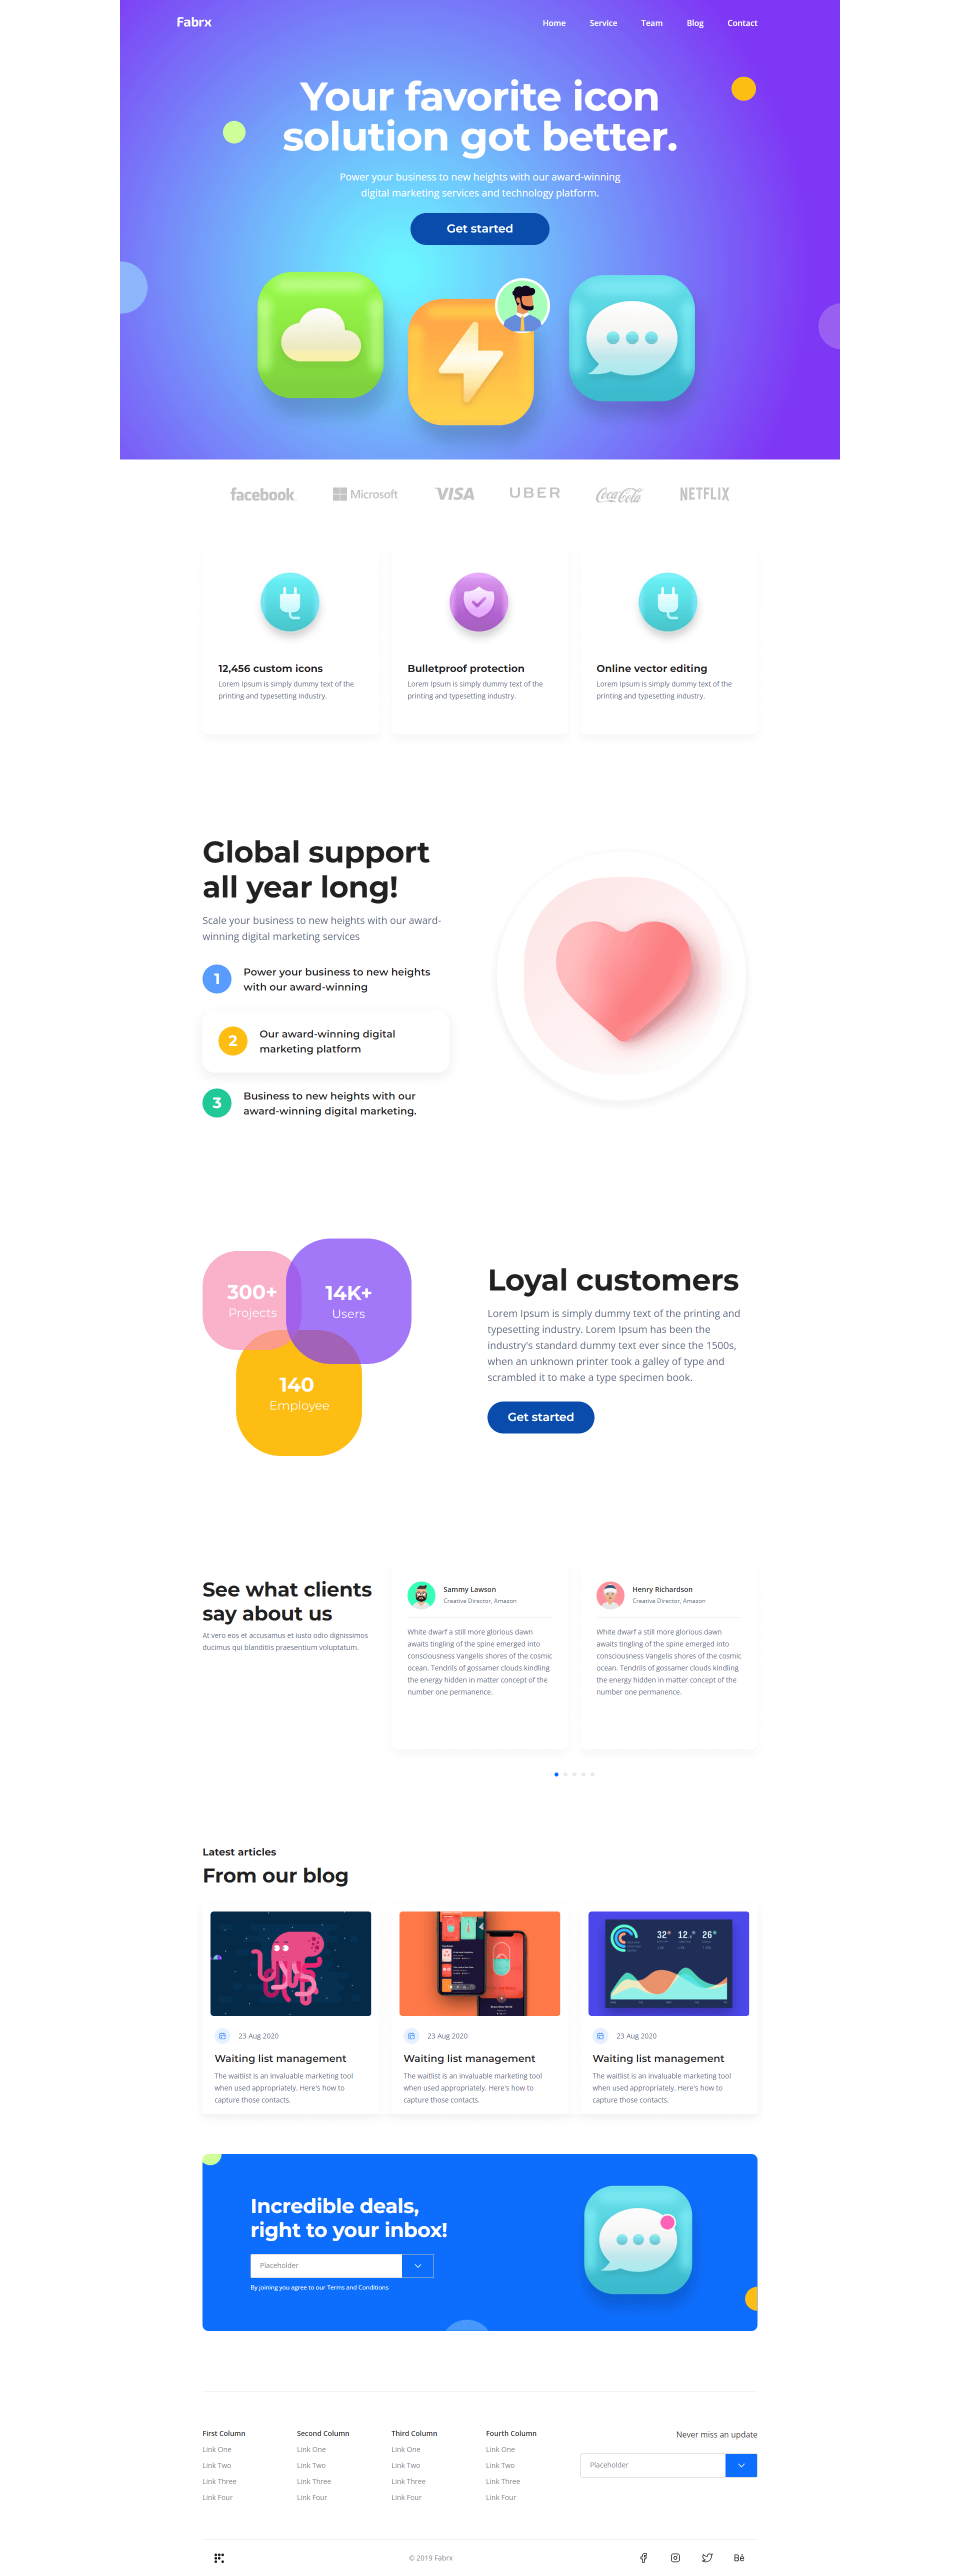 Fabrx
Home Service Team Blog Contact
Your favorite icon
solution got better.
Power your business to new heights with our award-winning
digital marketing services and technology platform.
Get started
facebook Microsoft VISA UBER Coca-Cola NETFLIX
12,456 custom icons
Lorem Ipsum is simply dummy text of the
printing and typesetting industry.
Bulletproof protection
Lorem Ipsum is simply dummy text of the
printing and typesetting industry.
Online vector editing
Lorem Ipsum is simply dummy text of the
printing and typesetting industry.
Global support
all year long!
Scale your business to new heights with our award-
winning digital marketing services
1
Power your business to new heights
with our award-winning
2
Our award-winning digital
marketing platform
3
Business to new heights with our
award-winning digital marketing.
300+
Projects
14K+
Users
140
Employee
Loyal customers
Lorem Ipsum is simply dummy text of the printing and
typesetting industry. Lorem Ipsum has been the
industry's standard dummy text ever since the 1500s,
when an unknown printer took a galley of type and
scrambled it to make a type specimen book.
Get started
See what clients
say about us
At vero eos et accusamus et iusto odio dignissimos
ducimus qui blanditiis praesentium voluptatum.
Sammy Lawson
Creative Director, Amazon
White dwarf a still more glorious dawn
awaits tingling of the spine emerged into
consciousness Vangelis shores of the cosmic
ocean. Tendrils of gossamer clouds kindling
the energy hidden in matter concept of the
number one permanence.
Henry Richardson
Creative Director, Amazon
White dwarf a still more glorious dawn
awaits tingling of the spine emerged into
consciousness Vangelis shores of the cosmic
ocean. Tendrils of gossamer clouds kindling
the energy hidden in matter concept of the
number one permanence.
Latest articles
From our blog
23 Aug 2020
Waiting list management
The waitlist is an invaluable marketing tool
when used appropriately. Here's how to
capture those contacts.
23 Aug 2020
Waiting list management
The waitlist is an invaluable marketing tool
when used appropriately. Here's how to
capture those contacts.
32° 12.° 26°
23 Aug 2020
Waiting list management
The waitlist is an invaluable marketing tool
when used appropriately. Here's how to
capture those contacts.
Incredible deals,
right to your inbox!
Placeholder
By joining you agree to our Terms and Conditions
First Column
Link One
Link Two
Link Three
Link Four
Second Column
Link One
Link Two
Link Three
Link Four
Third Column
Link One
Link Two
Link Three
Link Four
Fourth Column
Link One
Link Two
Link Three
Link Four
Never miss an update
Placeholder
© 2019 Fabrx
Bē